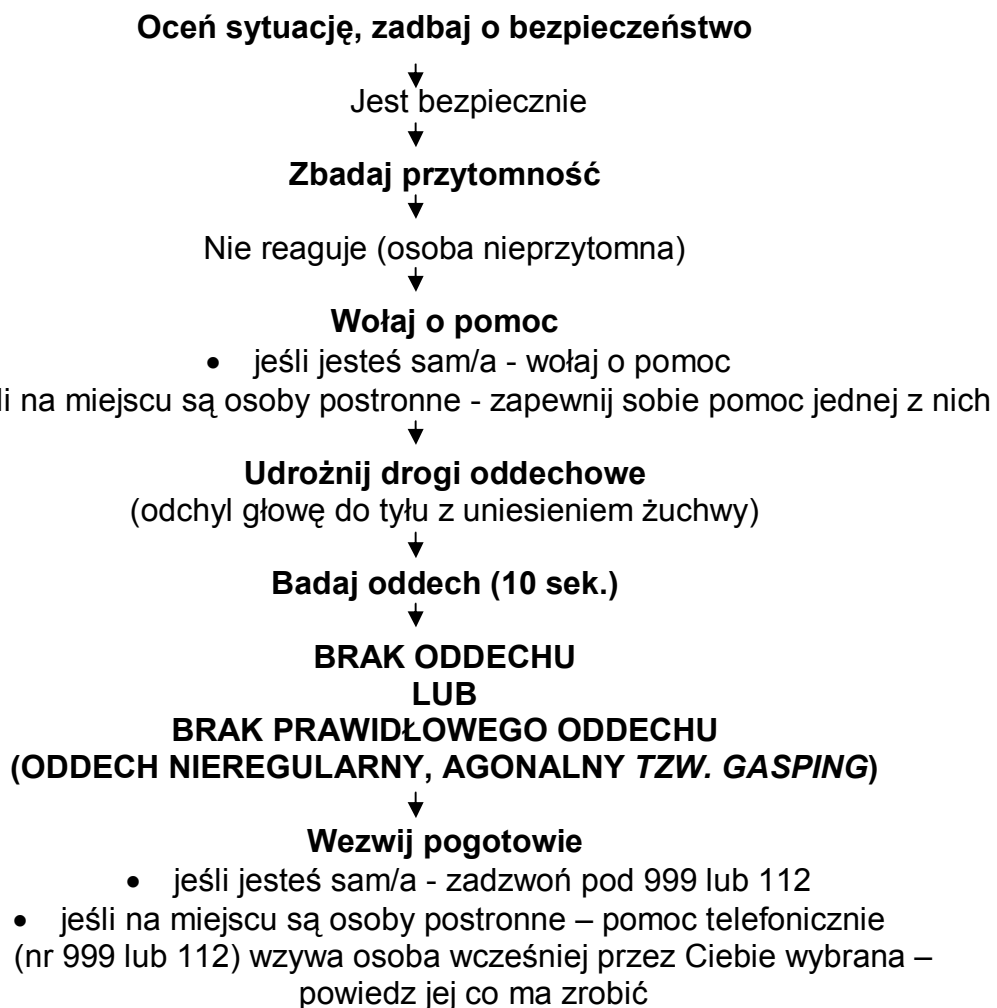 Oceń sytuację, zadbaj o bezpieczeństwo
Jest bezpiecznie
Zbadaj przytomność
Nie reaguje (osoba nieprzytomna)
Wołaj o pomoc
• jeśli jesteś sam/a - wołaj o pomoc
li na miejscu są osoby postronne - zapewnij sobie pomoc jednej z nich
Udrożnij drogi oddechowe
(odchyl głowę do tyłu z uniesieniem żuchwy)
Badaj oddech (10 sek.)
BRAK ODDECHU
LUB
BRAK PRAWIDŁOWEGO ODDECHU
(ODDECH NIEREGULARNY, AGONALNY TZW. GASPING)
Wezwij pogotowie
• jeśli jesteś sam/a - zadzwoń pod 999 lub 112
• jeśli na miejscu są osoby postronne – pomoc telefonicznie
(nr 999 lub 112) wzywa osoba wcześniej przez Ciebie wybrana –
powiedz jej co ma zrobić